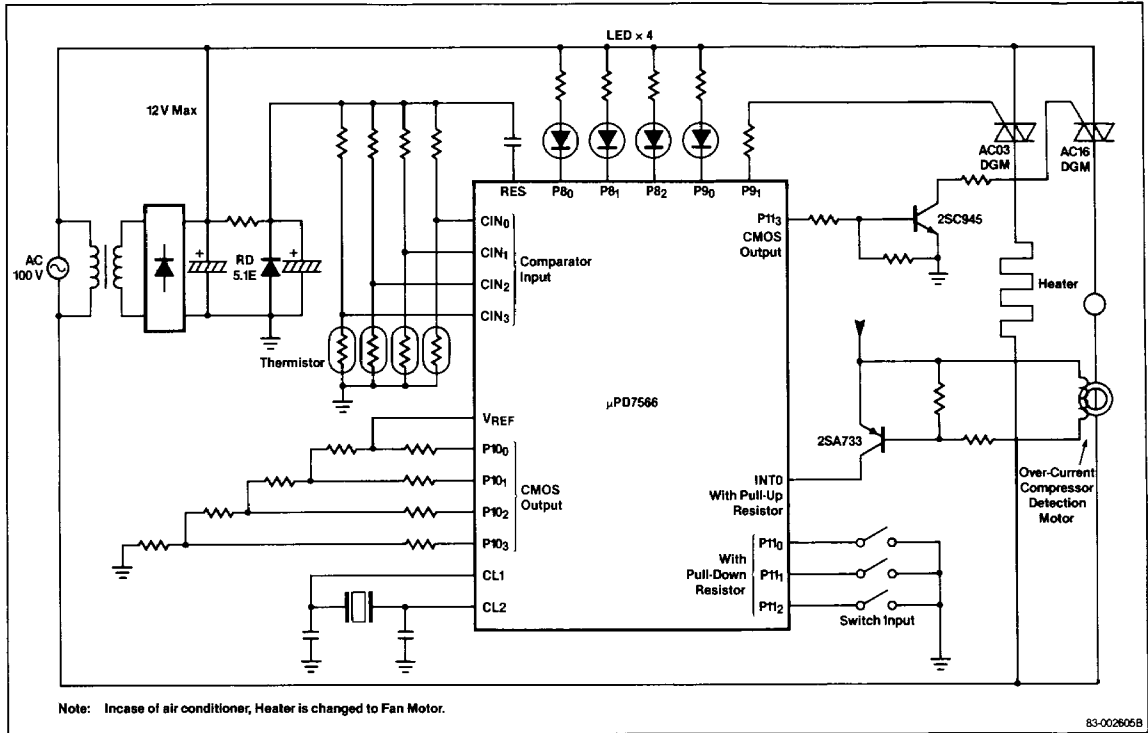 LED × 4
12V Max
RES
P8₀
P8₁
P8₂
P9₀
P9₁
AC03
DGM
AC16
DGM
AC
100 V
RD
5.1E
CIN₀
CIN₁
CIN₂
CIN₃
Comparator
Input
P11₃
CMOS
Output
2SC945
Heater
Thermistor
μPD7566
VREF
P10₀
P10₁
P10₂
P10₃
CMOS
Output
2SA733
INT0
With Pull-Up
Resistor
Over-Current
Compressor
Detection
Motor
CL1
CL2
With
Pull-Down
Resistor
P11₀
P11₁
P11₂
Switch Input
Note: Incase of air conditioner, Heater is changed to Fan Motor.
83-002605B